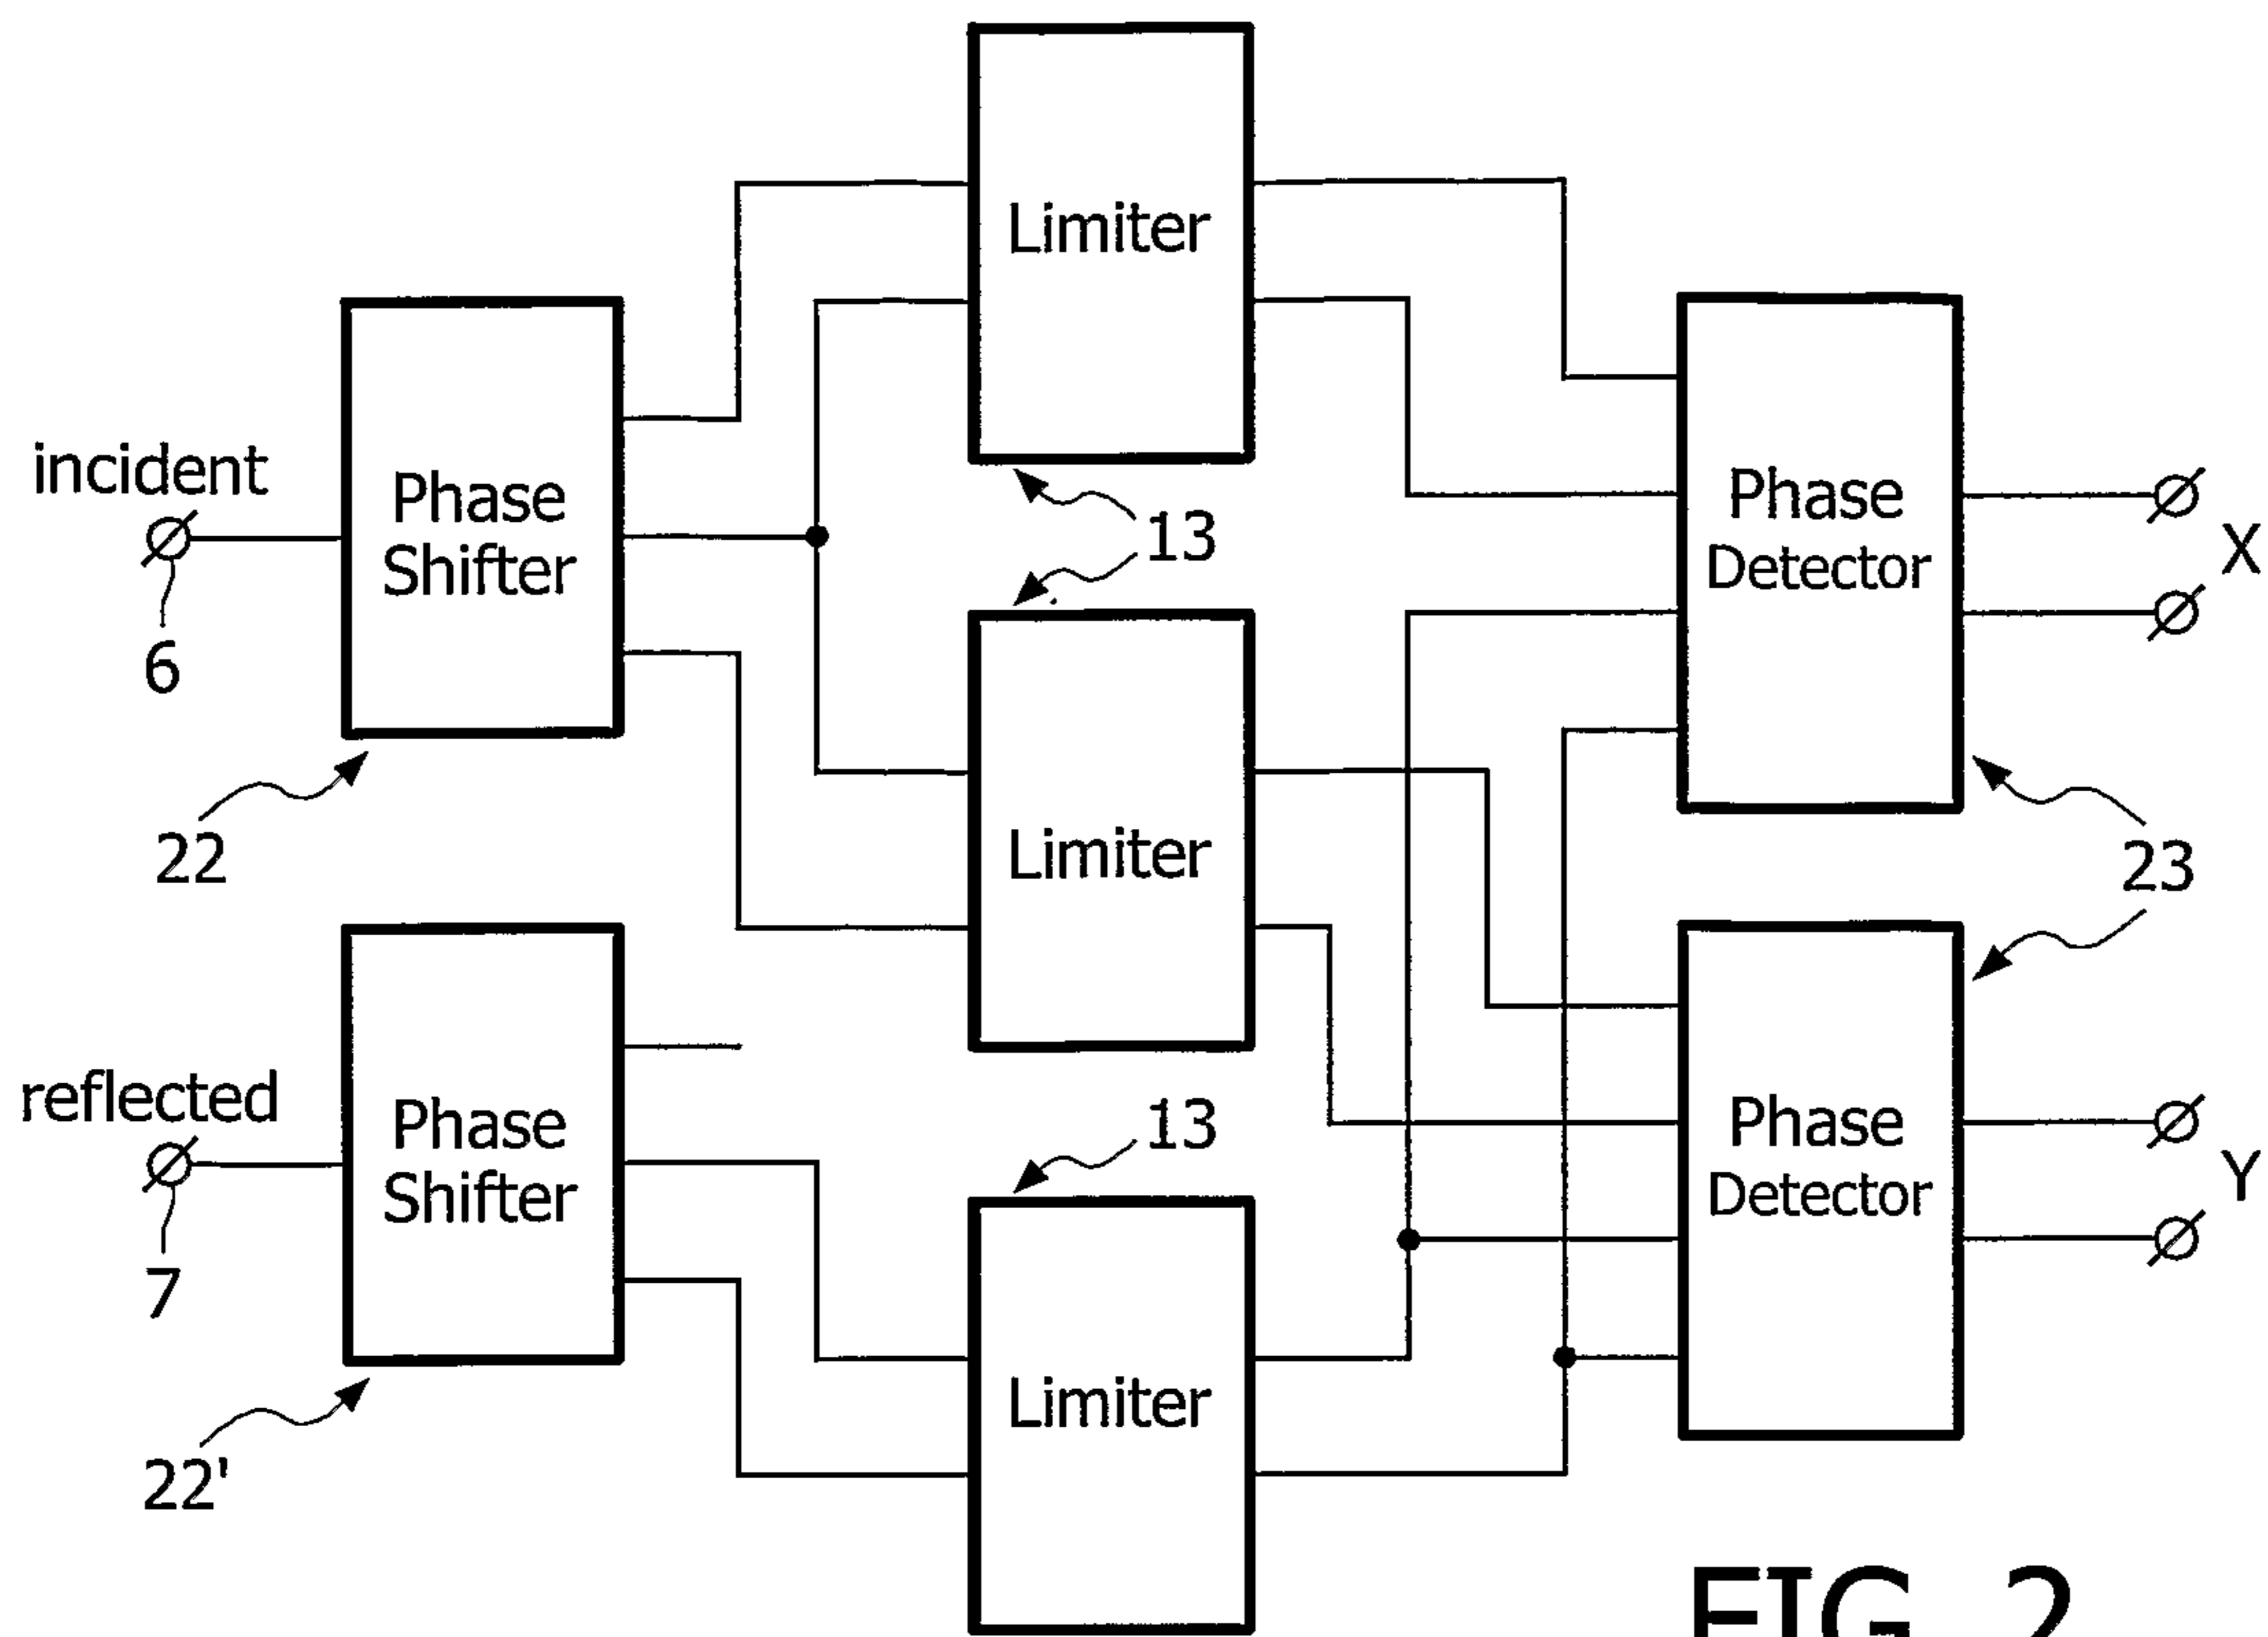 Limiter
incident
Phase
Shifter
6
22
13
Phase
Detector
X
Limiter
23
reflected
Phase
Shifter
7
22'
13
Phase
Detector
Y
Limiter
FIG. 2